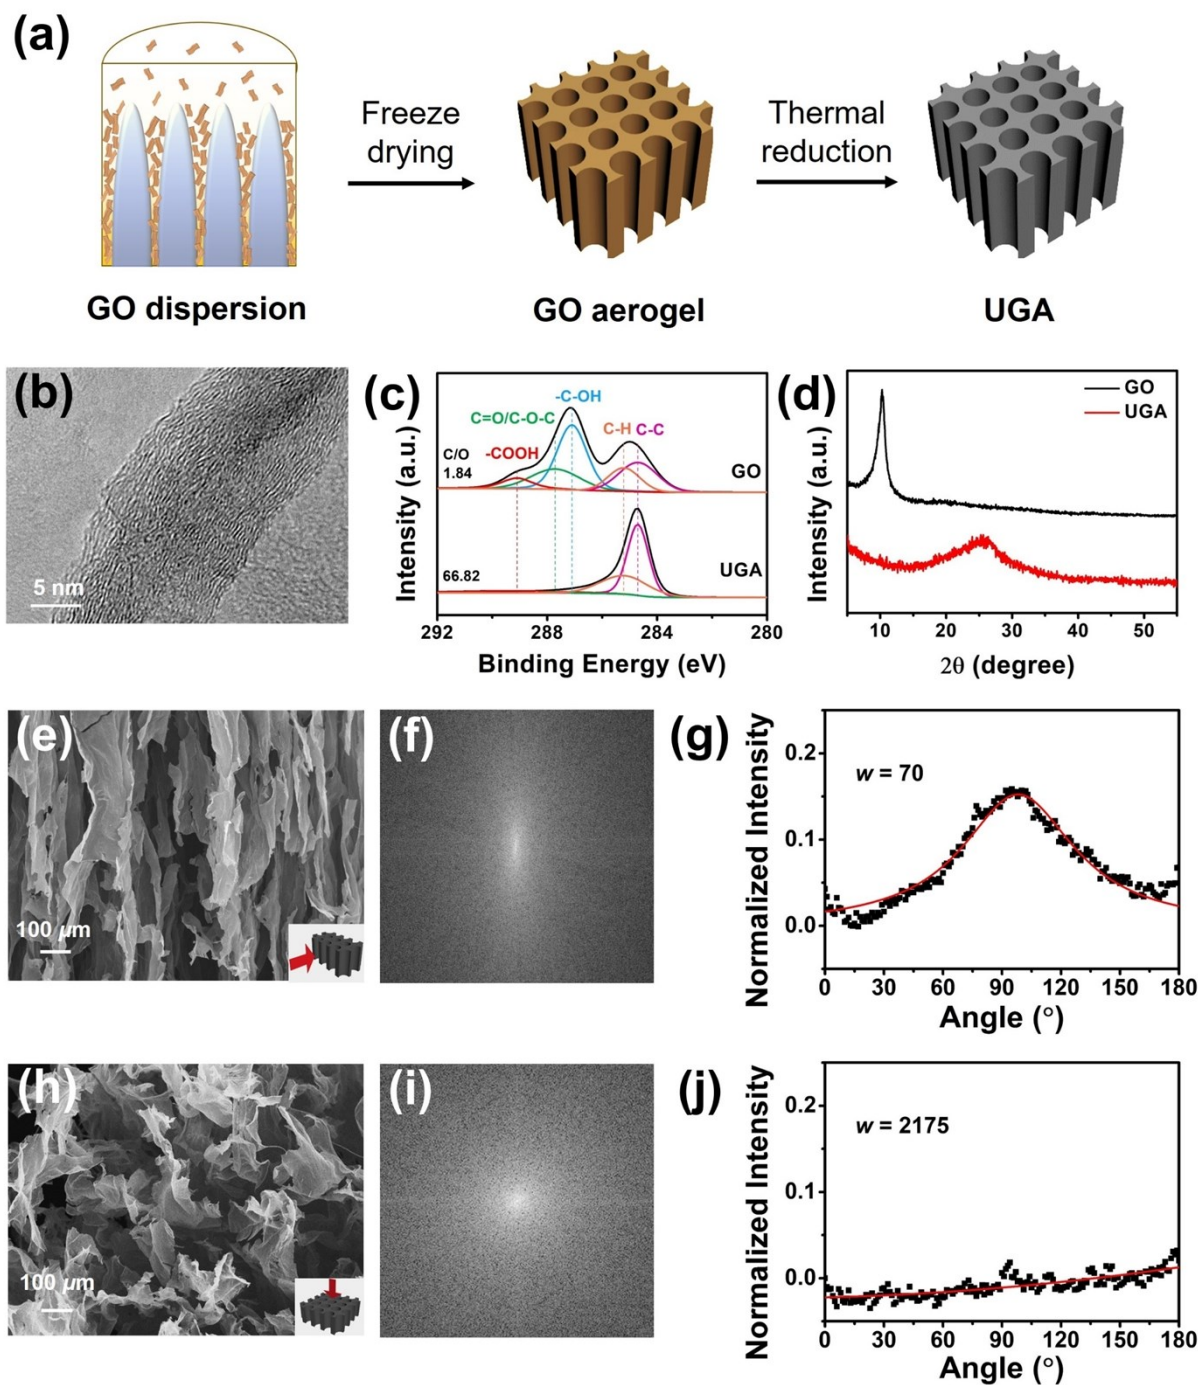 (a)
Freeze
drying
Thermal
reduction
GO dispersion
GO aerogel
UGA
(b)
5 nm
(c)
-C-OH
C=O/C-O-C
C-H C-C
-COOH
C/O
1.84
GO
66.82
UGA
Intensity (a.u.)
292 288 284 280
Binding Energy (eV)
(d)
GO
UGA
Intensity (a.u.)
10 20 30 40 50
2θ (degree)
(e)
100 µm
(f)
(g)
w = 70
Normalized Intensity
0.2
0.1
0.0
0 30 60 90 120 150 180
Angle (°)
(h)
100 µm
(i)
(j)
w = 2175
Normalized Intensity
0.2
0.1
0.0
0 30 60 90 120 150 180
Angle (°)